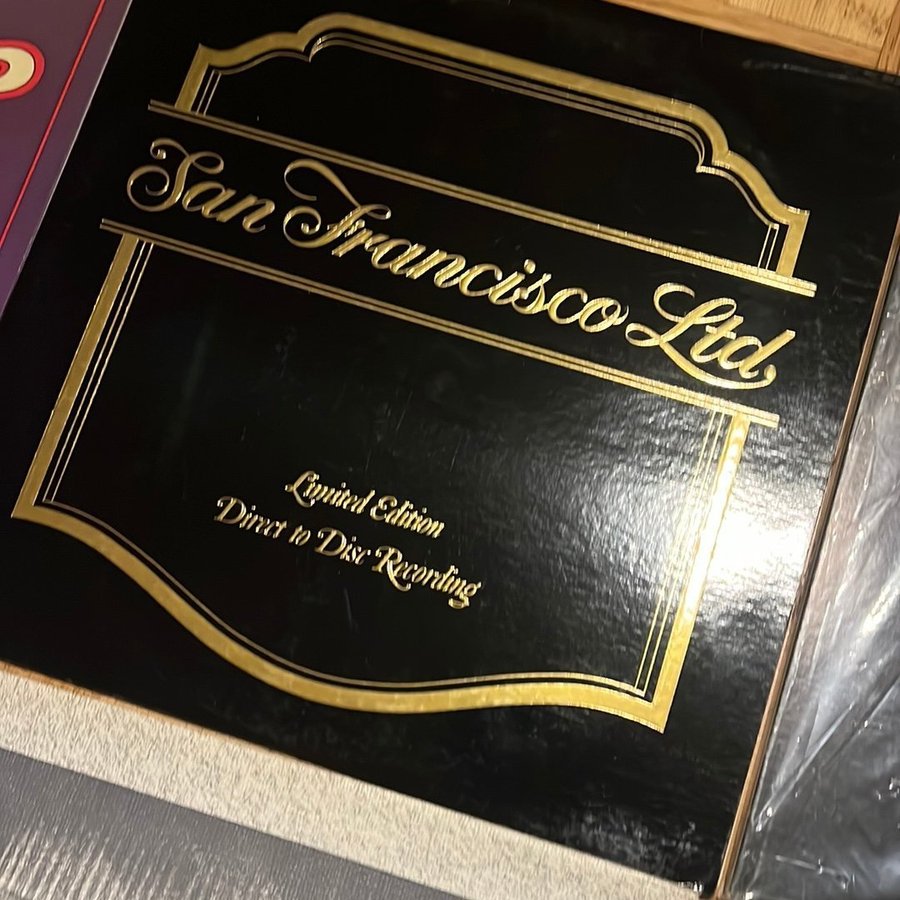 San Francisco Ltd.
Limited Edition
Direct to Disc Recording